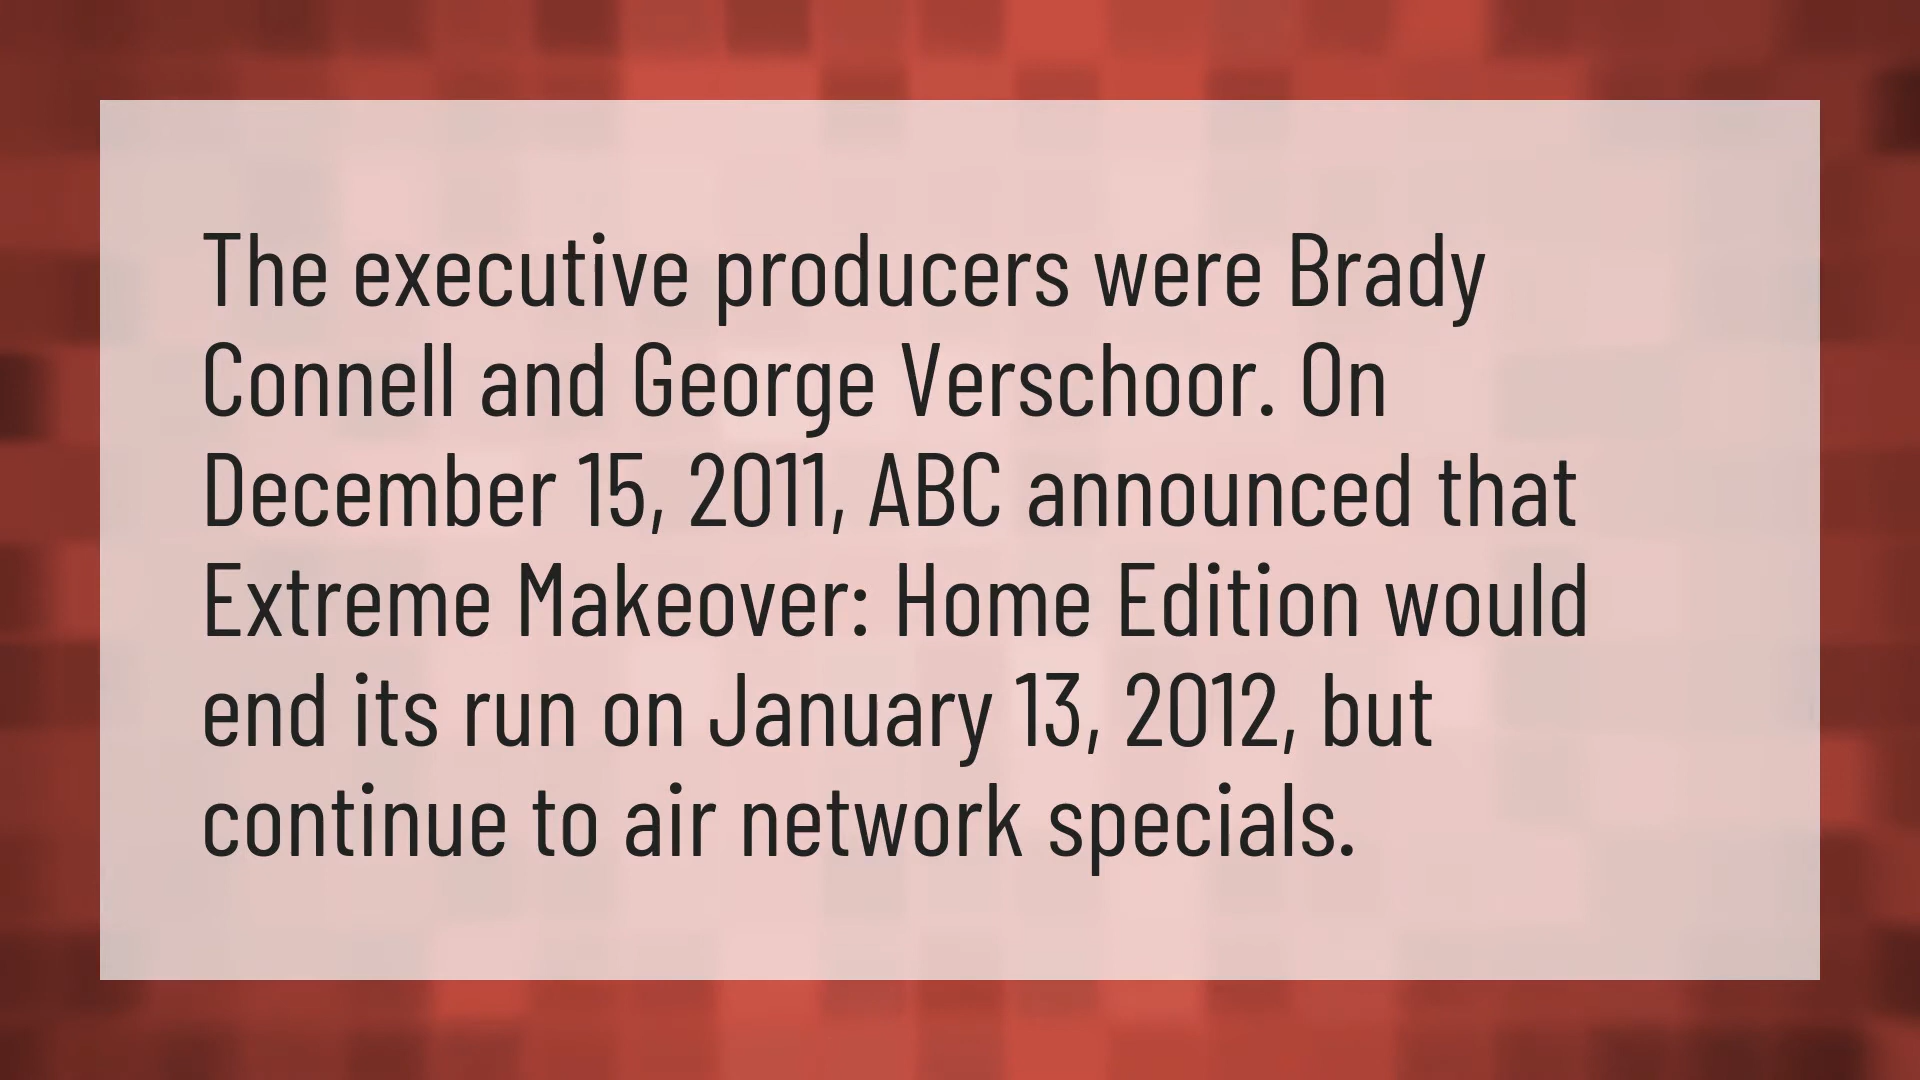 The executive producers were Brady
Connell and George Verschoor. On
December 15, 2011, ABC announced that
Extreme Makeover: Home Edition would
end its run on January 13, 2012, but
continue to air network specials.